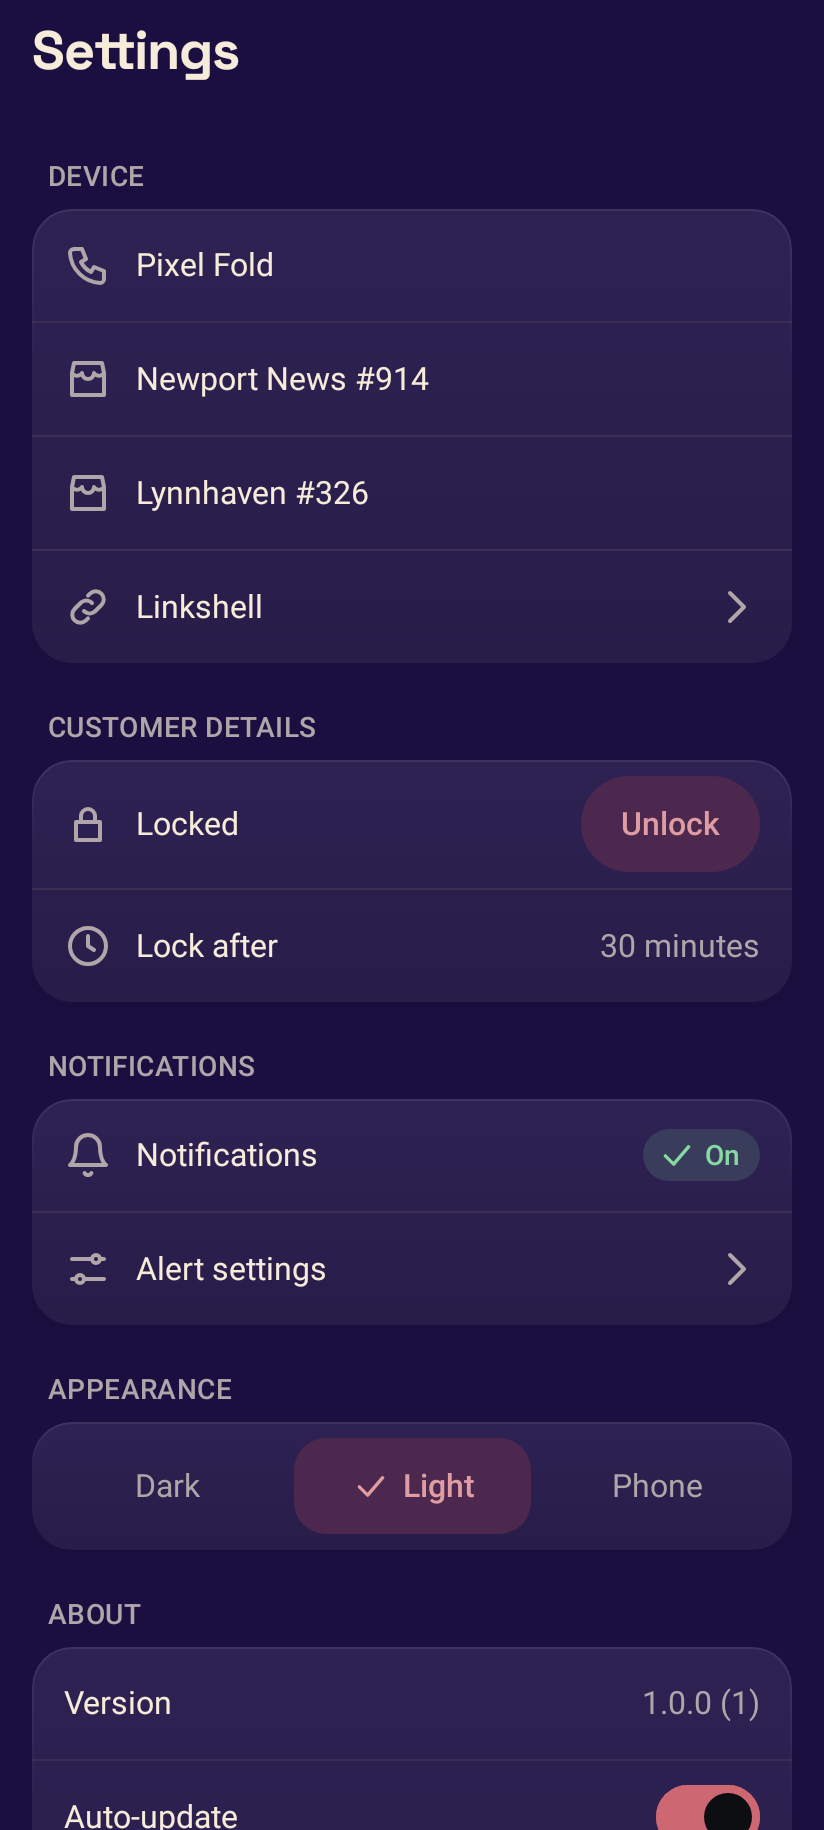 Settings
DEVICE
Pixel Fold
Newport News #914
Lynnhaven #326
Linkshell
CUSTOMER DETAILS
Locked
Unlock
Lock after
30 minutes
NOTIFICATIONS
Notifications
On
Alert settings
APPEARANCE
Dark
Light
Phone
ABOUT
Version
1.0.0 (1)
Auto-update